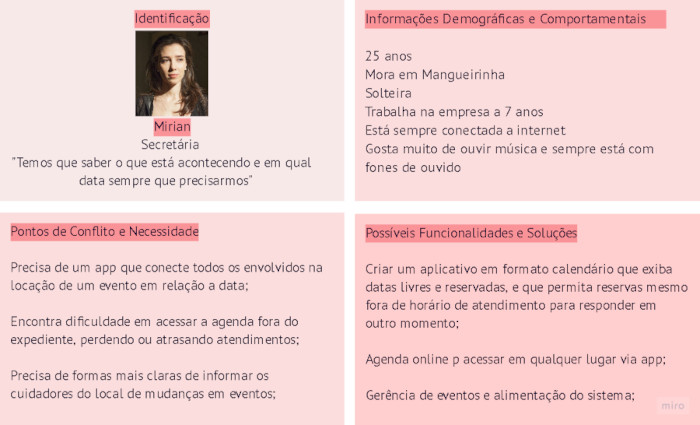 Identificação
Mirian
Secretária
"Temos que saber o que está acontecendo e em qual
data sempre que precisarmos"
Informações Demográficas e Comportamentais
25 anos
Mora em Mangueirinha
Solteira
Trabalha na empresa a 7 anos
Está sempre conectada a internet
Gosta muito de ouvir música e sempre está com
fones de ouvido
Pontos de Conflito e Necessidade
Precisa de um app que conecte todos os envolvidos na
locação de um evento em relação a data;
Encontra dificuldade em acessar a agenda fora do
expediente, perdendo ou atrasando atendimentos;
Precisa de formas mais claras de informar os
cuidadores do local de mudanças em eventos;
Possíveis Funcionalidades e Soluções
Criar um aplicativo em formato calendário que exiba
datas livres e reservadas, e que permita reservas mesmo
fora de horário de atendimento para responder em
outro momento;
Agenda online p acessar em qualquer lugar via app;
Gerência de eventos e alimentação do sistema;
miro